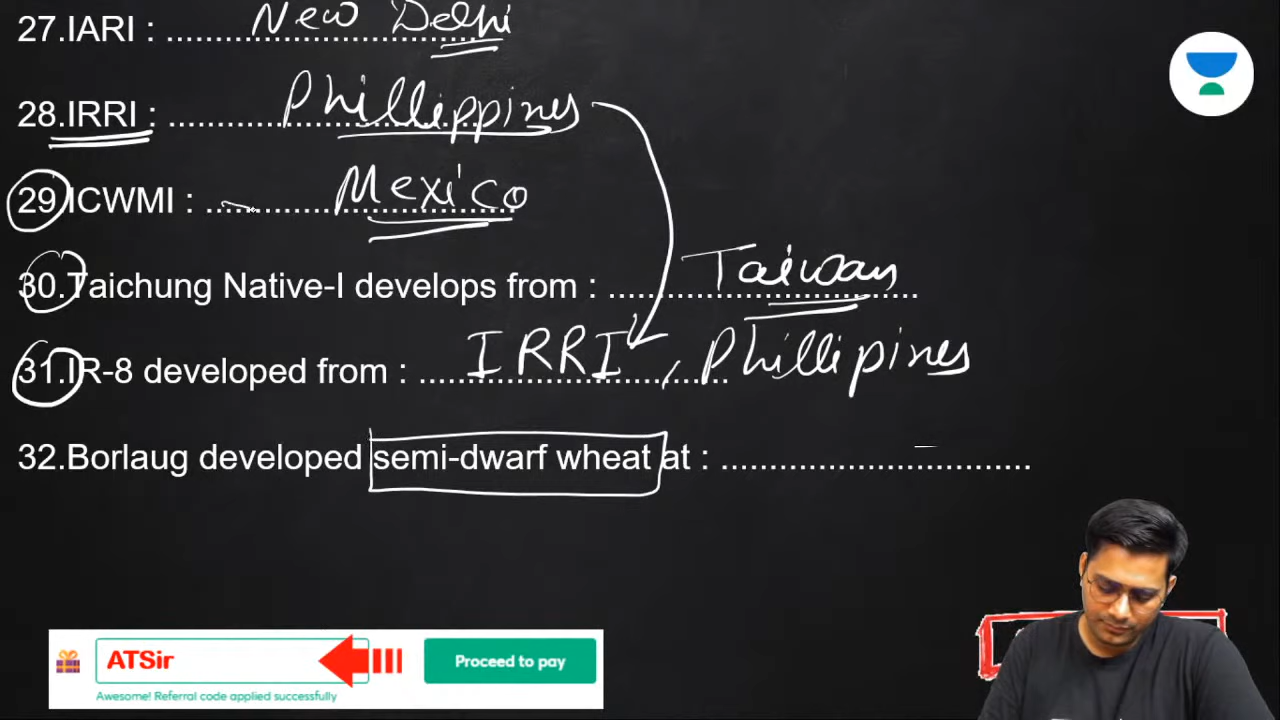 27.IARI : .......... New Delhi
28.IRRI : .......... Phillippines
29.ICWMI : .......... Mexico
30.Taichung Native-I develops from : .......... Taiwan
31.IR-8 developed from : .......... IRRI, Phillipines
32.Borlaug developed semi-dwarf wheat at : ..........
ATSir
Proceed to pay
Awesome! Referral code applied successfully